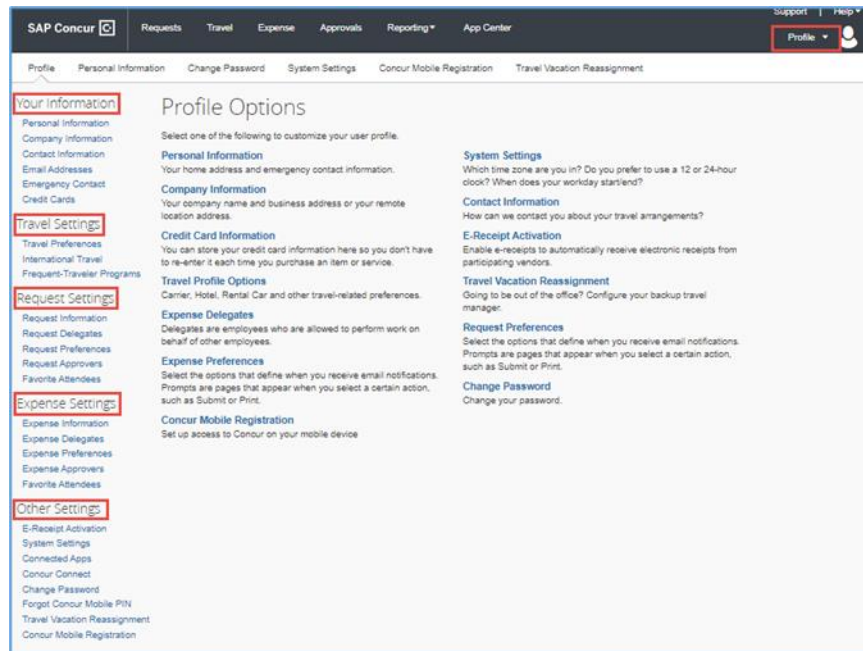 Support | Help
SAP Concur C Requests Travel Expense Approvals Reporting App Center
Profile
Profile Personal Information Change Password System Settings Concur Mobile Registration Travel Vacation Reassignment
Your Information
Personal Information
Company Information
Contact Information
Email Addresses
Emergency Contact
Credit Cards
Travel Settings
Travel Preferences
International Travel
Frequent-Traveler Programs
Request Settings
Request Information
Request Delegates
Request Preferences
Request Approvers
Favorite Attendees
Expense Settings
Expense Information
Expense Delegates
Expense Preferences
Expense Approvers
Favorite Attendees
Other Settings
E-Receipt Activation
System Settings
Connected Apps
Concur Connect
Change Password
Forgot Concur Mobile PIN
Travel Vacation Reassignment
Concur Mobile Registration
Profile Options
Select one of the following to customize your user profile.
Personal Information
Your home address and emergency contact information.
Company Information
Your company name and business address or your remote
location address.
Credit Card Information
You can store your credit card information here so you don't have
to re-enter it each time you purchase an item or service.
Travel Profile Options
Carrier, Hotel, Rental Car and other travel-related preferences.
Expense Delegates
Delegates are employees who are allowed to perform work on
behalf of other employees.
Expense Preferences
Select the options that define when you receive email notifications.
Prompts are pages that appear when you select a certain action,
such as Submit or Print.
Concur Mobile Registration
Set up access to Concur on your mobile device
System Settings
Which time zone are you in? Do you prefer to use a 12 or 24-hour
clock? When does your workday start/end?
Contact Information
How can we contact you about your travel arrangements?
E-Receipt Activation
Enable e-receipts to automatically receive electronic receipts from
participating vendors.
Travel Vacation Reassignment
Going to be out of the office? Configure your backup travel
manager.
Request Preferences
Select the options that define when you receive email notifications.
Prompts are pages that appear when you select a certain action,
such as Submit or Print.
Change Password
Change your password.